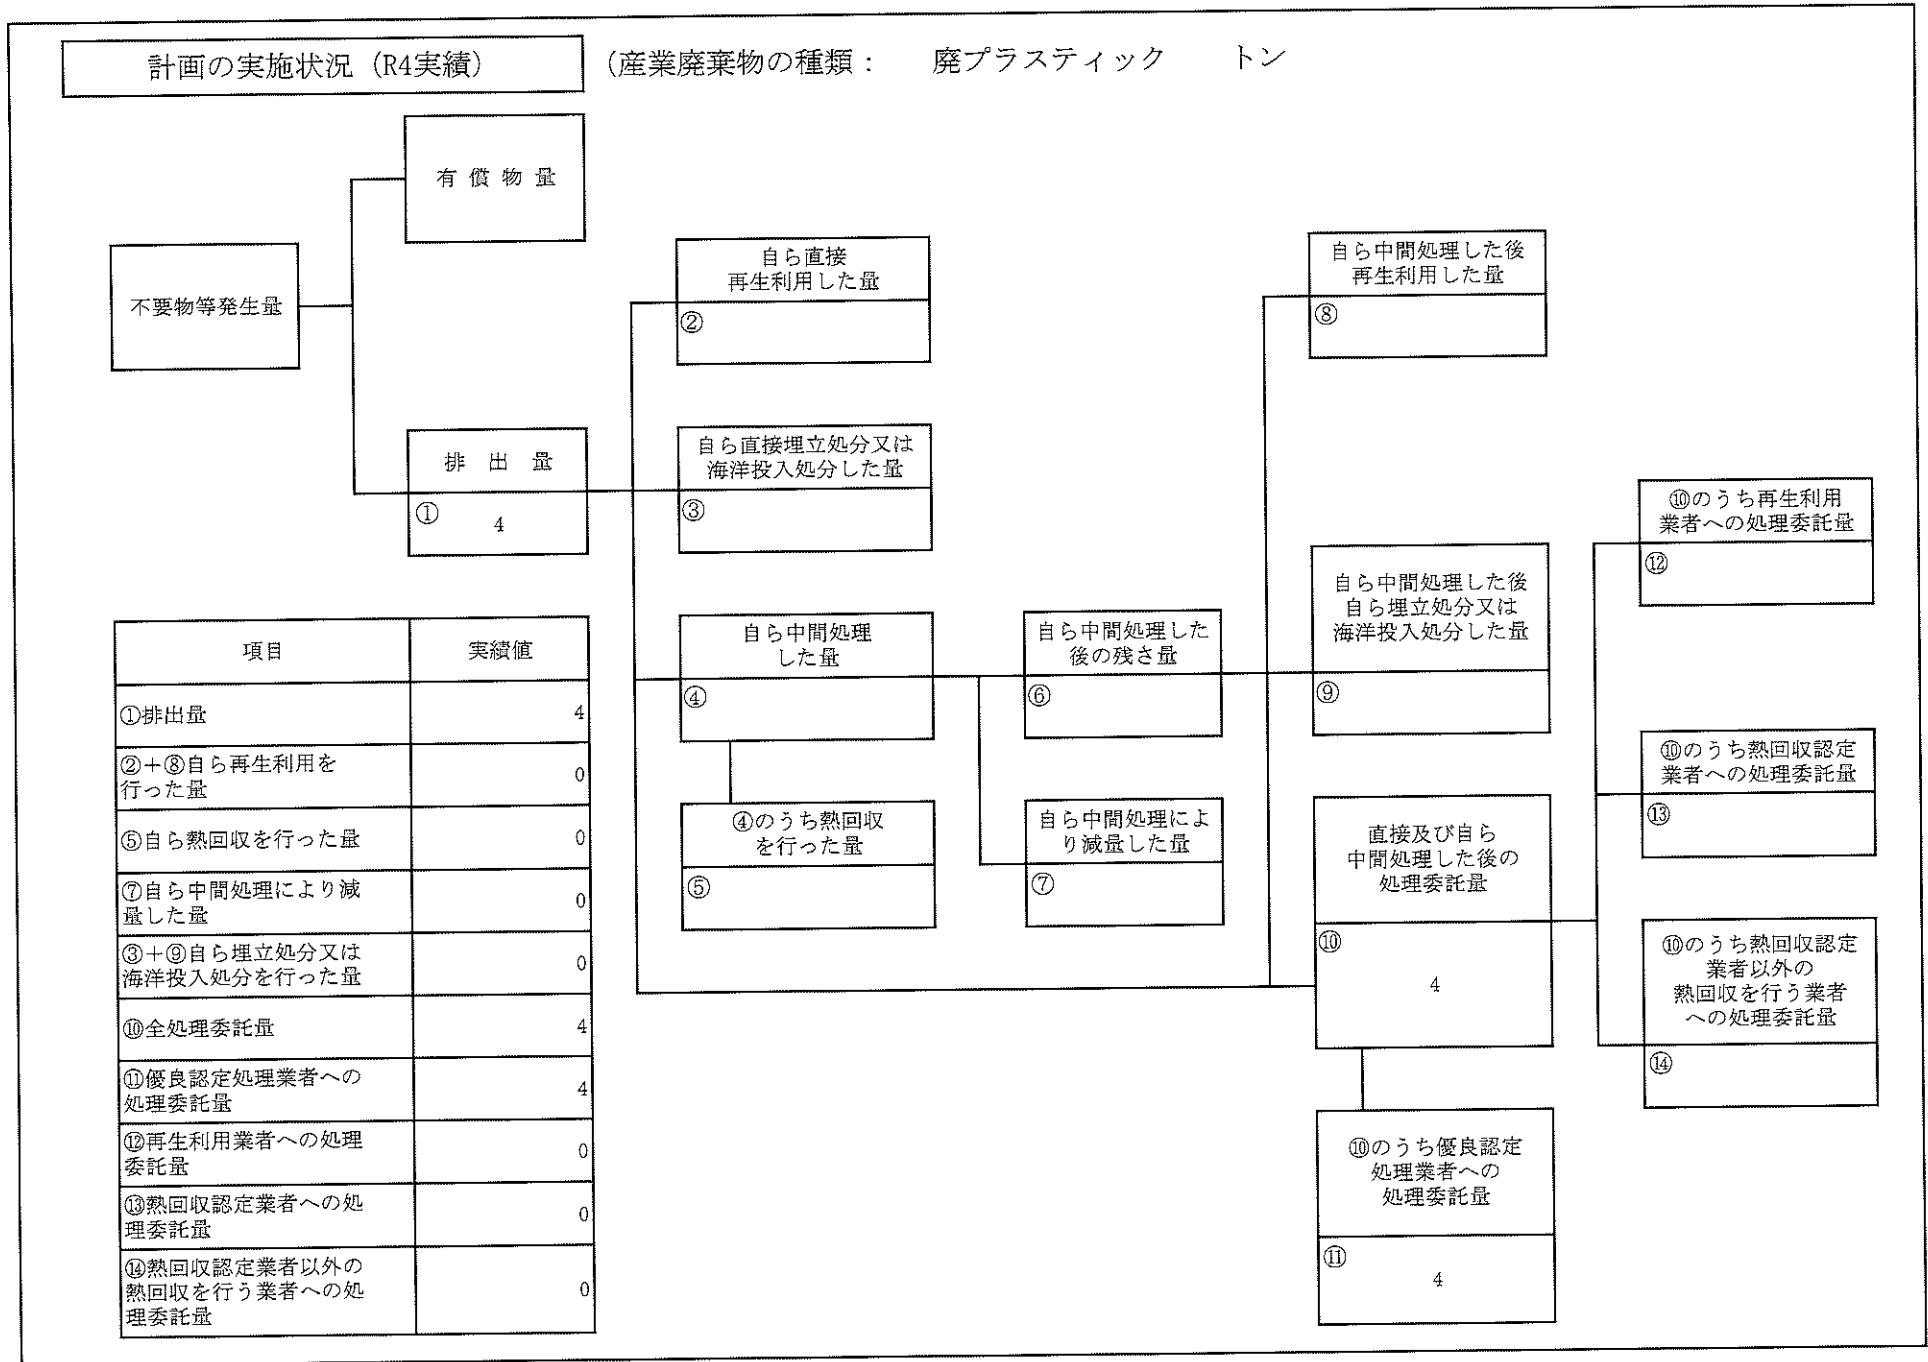 計画の実施状況（R4実績）
（産業廃棄物の種類： 廃プラスティック トン
有償物量
不要物等発生量
排出量
①
4
自ら直接
再生利用した量
②
自ら直接埋立処分又は
海洋投入処分した量
③
自ら中間処理
した量
④
④のうち熱回収
を行った量
⑤
自ら中間処理した
後の残さ量
⑥
自ら中間処理によ
り減量した量
⑦
自ら中間処理した後
再生利用した量
⑧
自ら中間処理した後
自ら埋立処分又は
海洋投入処分した量
⑨
直接及び自ら
中間処理した後の
処理委託量
⑩
4
⑩のうち優良認定
処理業者への
処理委託量
⑪
4
⑩のうち再生利用
業者への処理委託量
⑫
⑩のうち熱回収認定
業者への処理委託量
⑬
⑩のうち熱回収認定
業者以外の
熱回収を行う業者
への処理委託量
⑭
項目 実績値
①排出量 4
②＋⑧自ら再生利用を
行った量 0
⑤自ら熱回収を行った量 0
⑦自ら中間処理により減
量した量 0
③＋⑨自ら埋立処分又は
海洋投入処分を行った量 0
⑩全処理委託量 4
⑪優良認定処理業者への
処理委託量 4
⑫再生利用業者への処理
委託量 0
⑬熱回収認定業者への処
理委託量 0
⑭熱回収認定業者以外の
熱回収を行う業者への処
理委託量 0